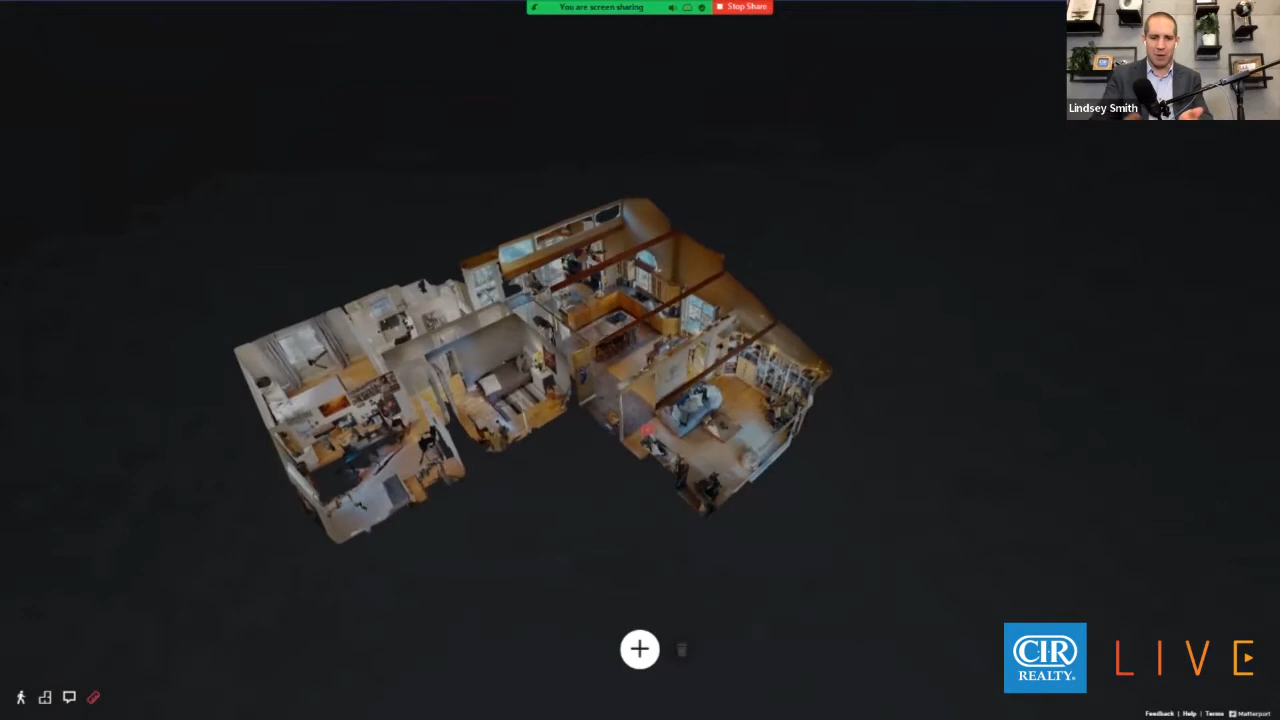 You are screen sharing
Stop Share
Lindsey Smith
CIR
REALTY
LIVE
Feedback | Help | Terms Matterport